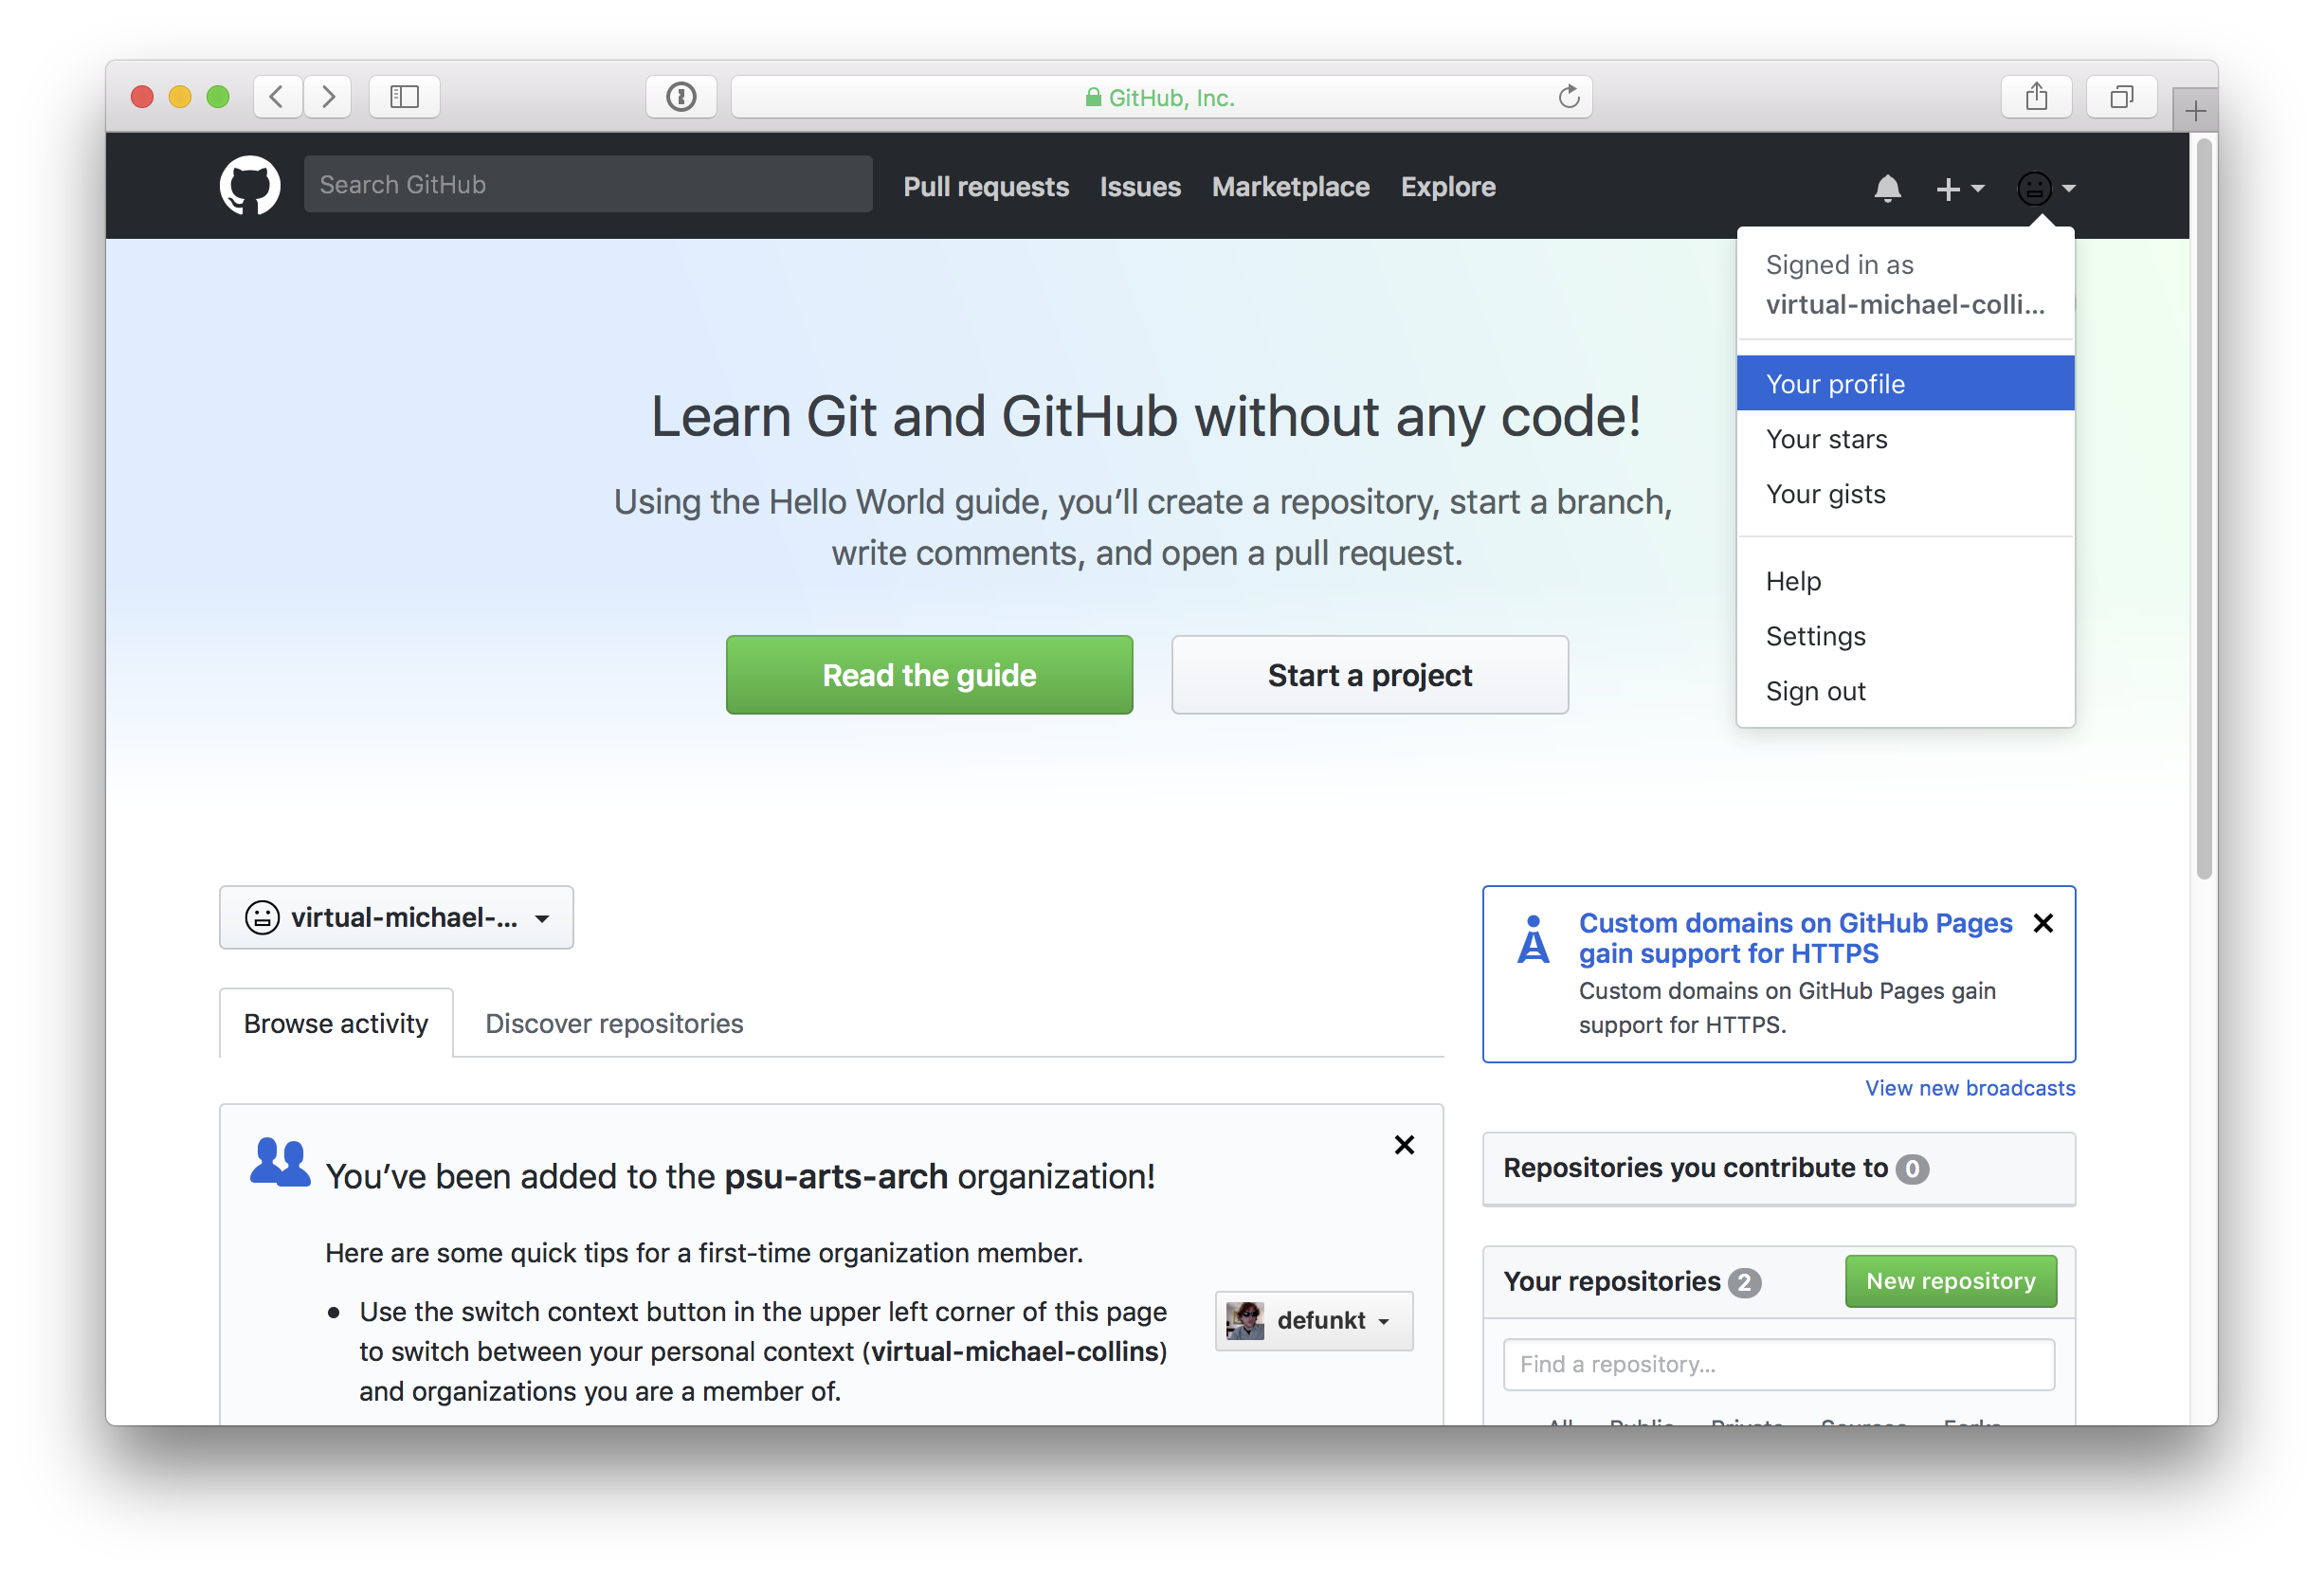 GitHub, Inc.
Search GitHub
Pull requests
Issues
Marketplace
Explore
Signed in as
virtual-michael-colli...
Your profile
Your stars
Your gists
Help
Settings
Sign out
Learn Git and GitHub without any code!
Using the Hello World guide, you’ll create a repository, start a branch,
write comments, and open a pull request.
Read the guide
Start a project
virtual-michael-...
Browse activity
Discover repositories
You’ve been added to the psu-arts-arch organization!
Here are some quick tips for a first-time organization member.
Use the switch context button in the upper left corner of this page
to switch between your personal context (virtual-michael-collins)
and organizations you are a member of.
defunkt
Custom domains on GitHub Pages
gain support for HTTPS
Custom domains on GitHub Pages gain
support for HTTPS.
View new broadcasts
Repositories you contribute to 0
Your repositories 2
New repository
Find a repository...
All Public Private Sources Forks